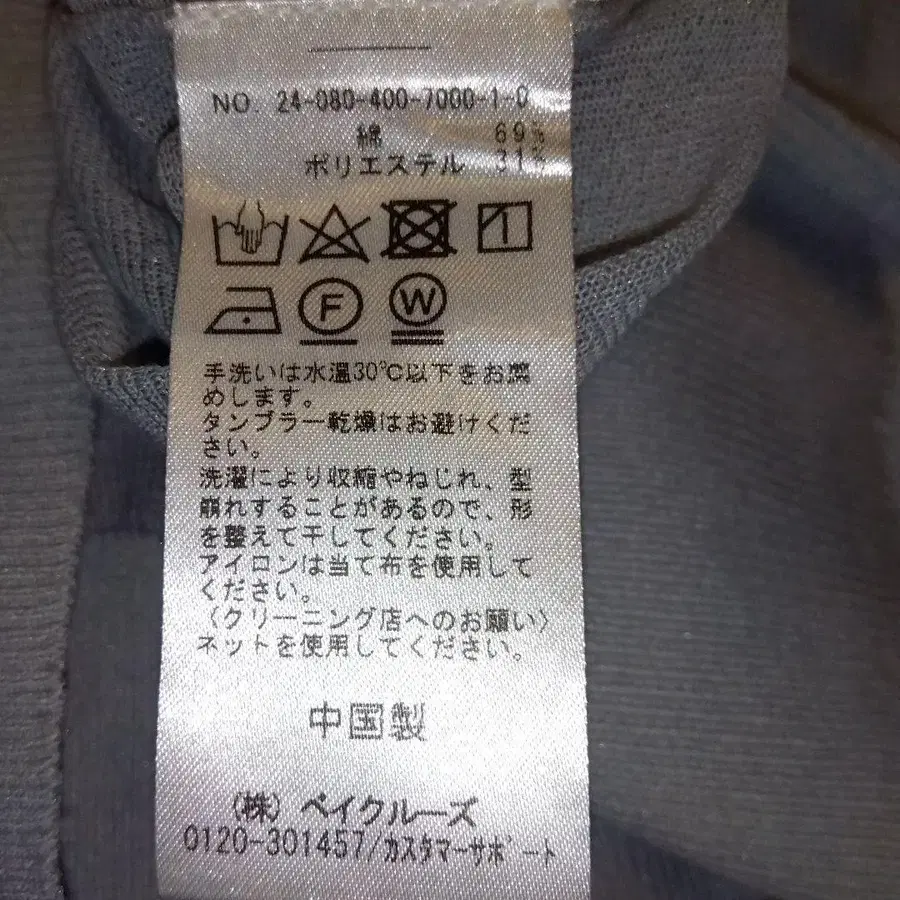 NO. 24-080-400-7000-1-0
綿 69%
ポリエステル 31%
F W
手洗いは水温30℃以下をお薦
めします。
タンブラー乾燥はお避けくだ
さい。
洗濯により収縮やねじれ、型
崩れすることがあるので、形
を整えて干してください。
アイロンは当て布を使用して
ください。
〈クリーニング店へのお願い〉
ネットを使用してください。
中国製
(株) ベイクルーズ
0120-301457/カスタマーサポート